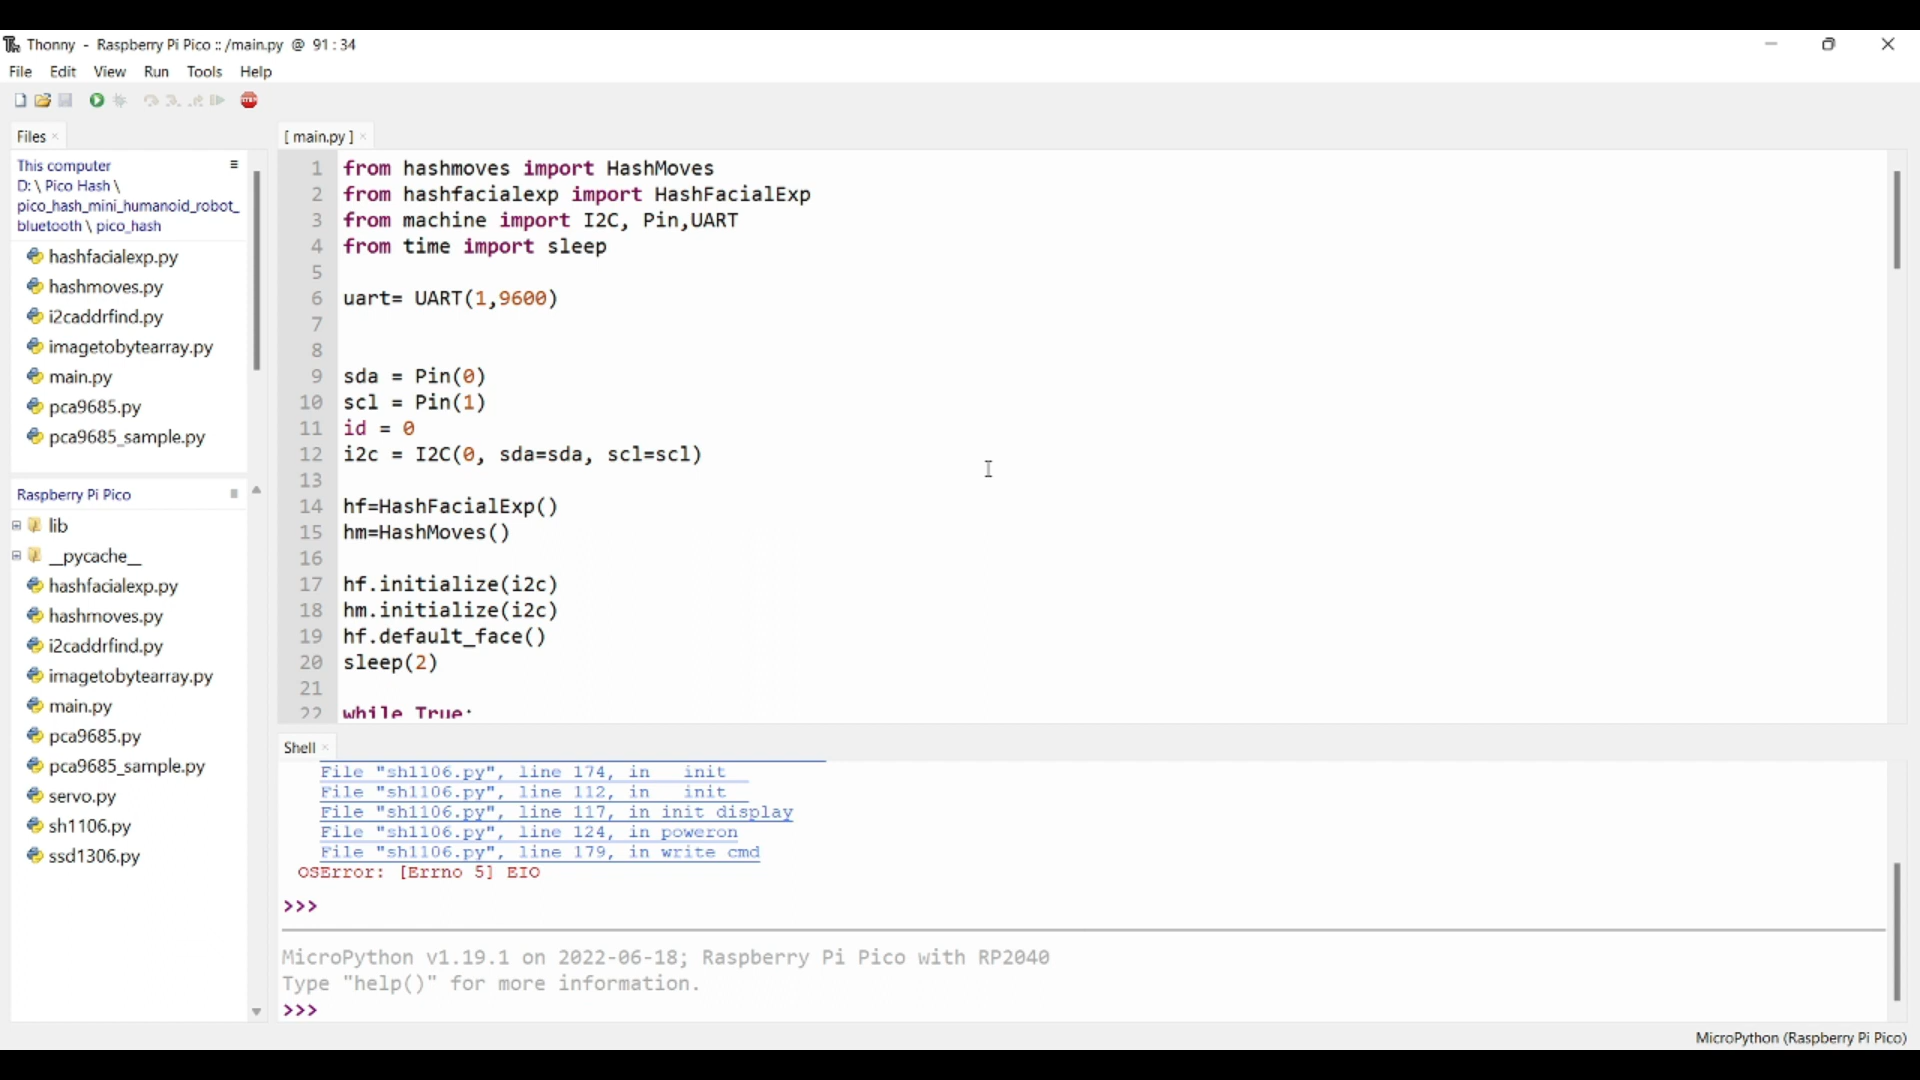 Thonny - Raspberry Pi Pico :: /main.py @ 91 : 34
File Edit View Run Tools Help
Files
[ main.py ]
This computer
D: \ Pico Hash \
pico_hash_mini_humanoid_robot_
bluetooth \ pico_hash
hashfacialexp.py
hashmoves.py
i2caddrfind.py
imagetobytearray.py
main.py
pca9685.py
pca9685_sample.py
Raspberry Pi Pico
lib
__pycache__
hashfacialexp.py
hashmoves.py
i2caddrfind.py
imagetobytearray.py
main.py
pca9685.py
pca9685_sample.py
servo.py
sh1106.py
ssd1306.py
1 from hashmoves import HashMoves
2 from hashfacialexp import HashFacialExp
3 from machine import I2C, Pin,UART
4 from time import sleep
5
6 uart= UART(1,9600)
7
8
9 sda = Pin(0)
10 scl = Pin(1)
11 id = 0
12 i2c = I2C(0, sda=sda, scl=scl)
13
14 hf=HashFacialExp()
15 hm=HashMoves()
16
17 hf.initialize(i2c)
18 hm.initialize(i2c)
19 hf.default_face()
20 sleep(2)
21
22 while True:
Shell
File "sh1106.py", line 174, in __init__
File "sh1106.py", line 112, in __init__
File "sh1106.py", line 117, in init_display
File "sh1106.py", line 124, in poweron
File "sh1106.py", line 179, in write_cmd
OSError: [Errno 5] EIO
>>>
MicroPython v1.19.1 on 2022-06-18; Raspberry Pi Pico with RP2040
Type "help()" for more information.
>>>
MicroPython (Raspberry Pi Pico)
STOP